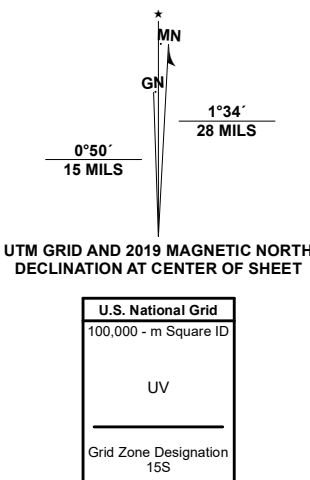 ★
MN
GN
1°34´
28 MILS
0°50´
15 MILS
UTM GRID AND 2019 MAGNETIC NORTH
DECLINATION AT CENTER OF SHEET
U.S. National Grid
100,000 - m Square ID
UV
Grid Zone Designation
15S